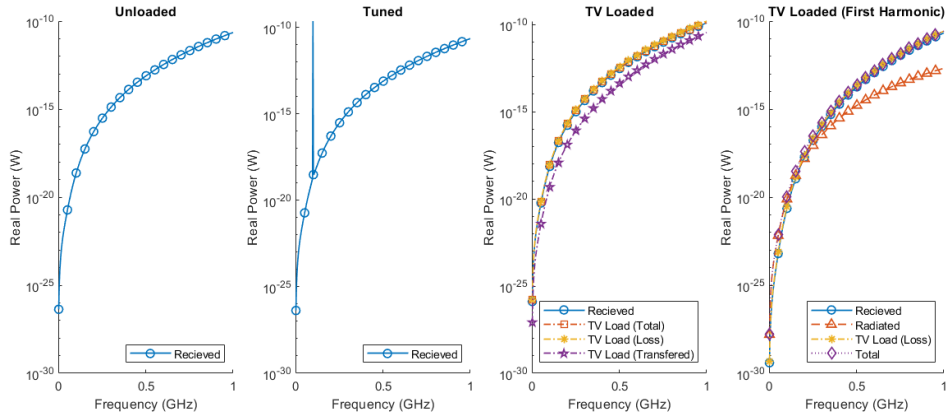 Unloaded
Real Power (W)
10^-10
10^-15
10^-20
10^-25
10^-30
Recieved
0
0.5
1
Frequency (GHz)
Tuned
Real Power (W)
10^-10
10^-15
10^-20
10^-25
10^-30
Recieved
0
0.5
1
Frequency (GHz)
TV Loaded
Real Power (W)
10^-10
10^-15
10^-20
10^-25
10^-30
Recieved
TV Load (Total)
TV Load (Loss)
TV Load (Transfered)
0
0.5
1
Frequency (GHz)
TV Loaded (First Harmonic)
Real Power (W)
10^-10
10^-15
10^-20
10^-25
10^-30
Recieved
Radiated
TV Load (Loss)
Total
0
0.5
1
Frequency (GHz)